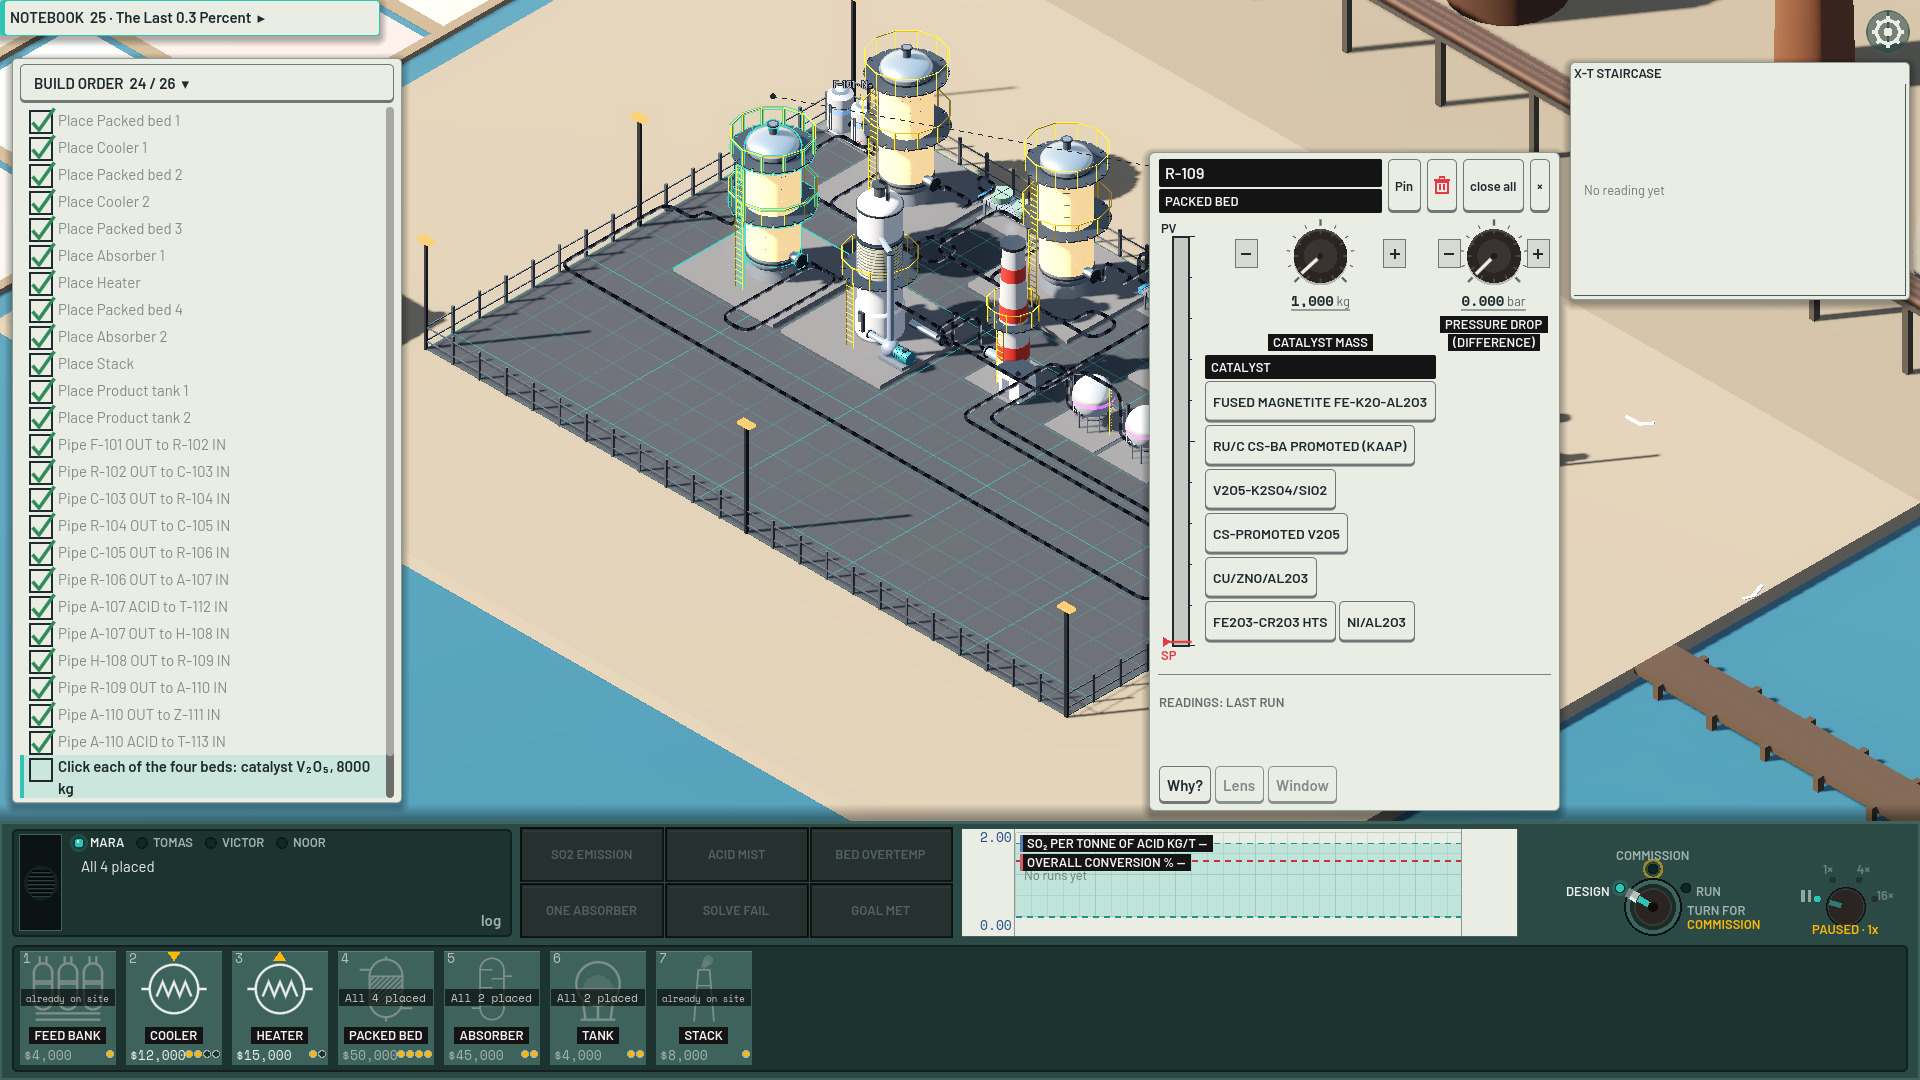 NOTEBOOK 25 · The Last 0.3 Percent ▸
BUILD ORDER 24 / 26 ▾
Place Packed bed 1
Place Cooler 1
Place Packed bed 2
Place Cooler 2
Place Packed bed 3
Place Absorber 1
Place Heater
Place Packed bed 4
Place Absorber 2
Place Stack
Place Product tank 1
Place Product tank 2
Pipe F-101 OUT to R-102 IN
Pipe R-102 OUT to C-103 IN
Pipe C-103 OUT to R-104 IN
Pipe R-104 OUT to C-105 IN
Pipe C-105 OUT to R-106 IN
Pipe R-106 OUT to A-107 IN
Pipe A-107 ACID to T-112 IN
Pipe A-107 OUT to H-108 IN
Pipe H-108 OUT to R-109 IN
Pipe R-109 OUT to A-110 IN
Pipe A-110 OUT to Z-111 IN
Pipe A-110 ACID to T-113 IN
Click each of the four beds: catalyst V₂O₅, 8000
kg
X-T STAIRCASE
No reading yet
R-109
PACKED BED
Pin
close all
×
PV
SP
− + − +
1,000 kg
0.000 bar
CATALYST MASS
PRESSURE DROP
(DIFFERENCE)
CATALYST
FUSED MAGNETITE FE-K2O-AL2O3
RU/C CS-BA PROMOTED (KAAP)
V2O5-K2SO4/SIO2
CS-PROMOTED V2O5
CU/ZNO/AL2O3
FE2O3-CR2O3 HTS
NI/AL2O3
READINGS: LAST RUN
Why?
Lens
Window
MARA
TOMAS
VICTOR
NOOR
All 4 placed
log
SO2 EMISSION
ACID MIST
BED OVERTEMP
ONE ABSORBER
SOLVE FAIL
GOAL MET
2.00
0.00
SO₂ PER TONNE OF ACID KG/T —
OVERALL CONVERSION % —
No runs yet
COMMISSION
DESIGN
RUN
TURN FOR
COMMISSION
1×
4×
16×
PAUSED · 1x
1
already on site
FEED BANK
$4,000
2
COOLER
$12,000
3
HEATER
$15,000
4
All 4 placed
PACKED BED
$50,000
5
All 2 placed
ABSORBER
$45,000
6
All 2 placed
TANK
$4,000
7
already on site
STACK
$8,000